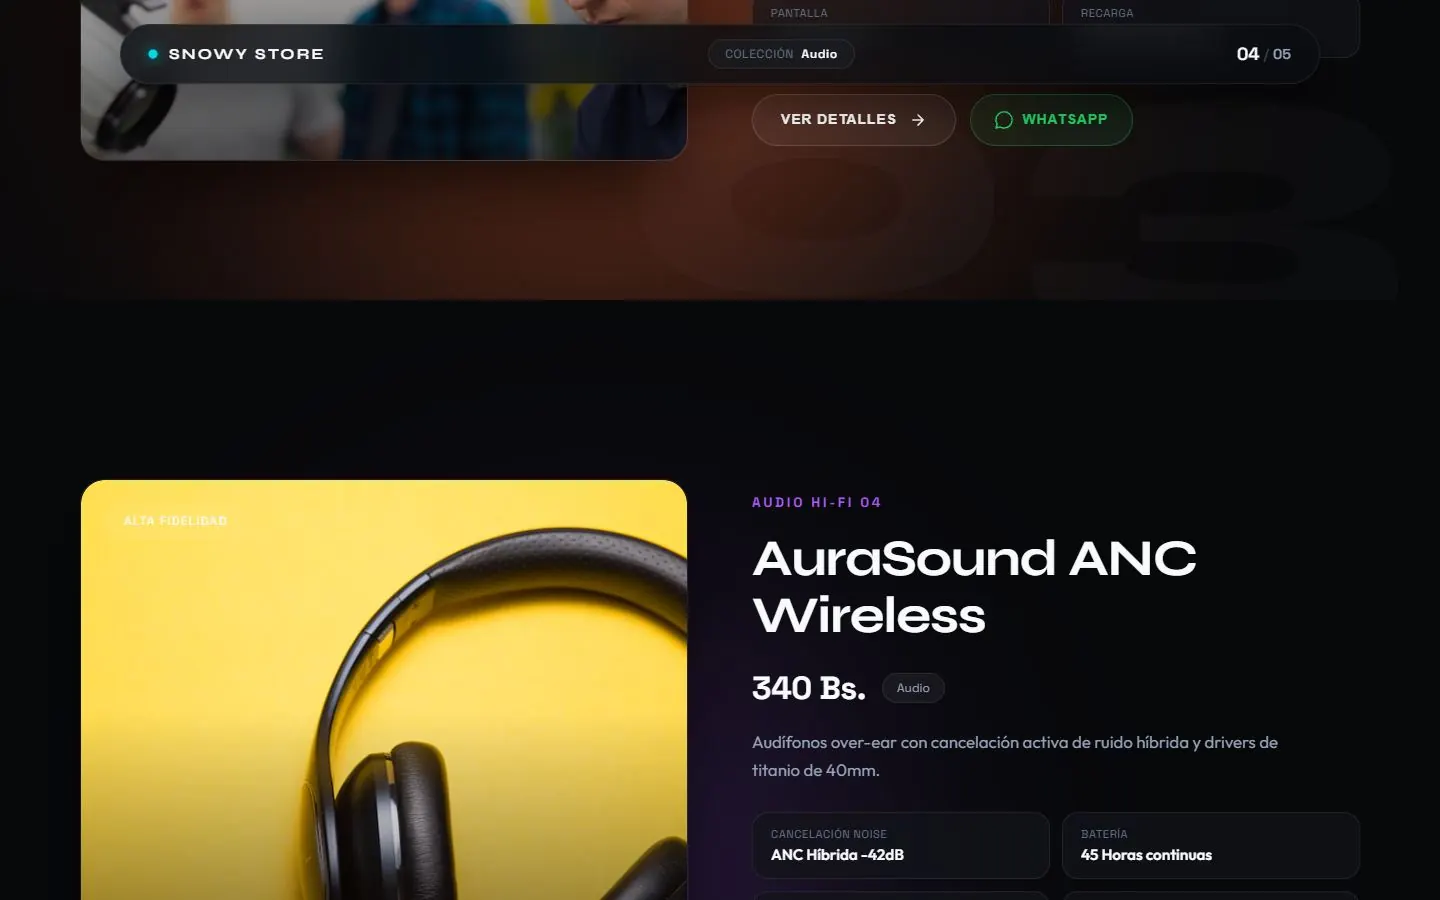 PANTALLA
RECARGA
SNOWY STORE
COLECCIÓN Audio
04 / 05
VER DETALLES
WHATSAPP
03
ALTA FIDELIDAD
AUDIO HI-FI 04
AuraSound ANC
Wireless
340 Bs.
Audio
Audífonos over-ear con cancelación activa de ruido híbrida y drivers de
titanio de 40mm.
CANCELACIÓN NOISE
ANC Híbrida -42dB
BATERÍA
45 Horas continuas